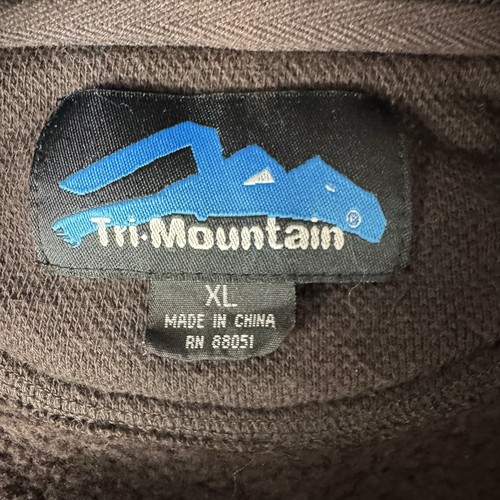 Tri-Mountain®
XL
MADE IN CHINA
RN 88051